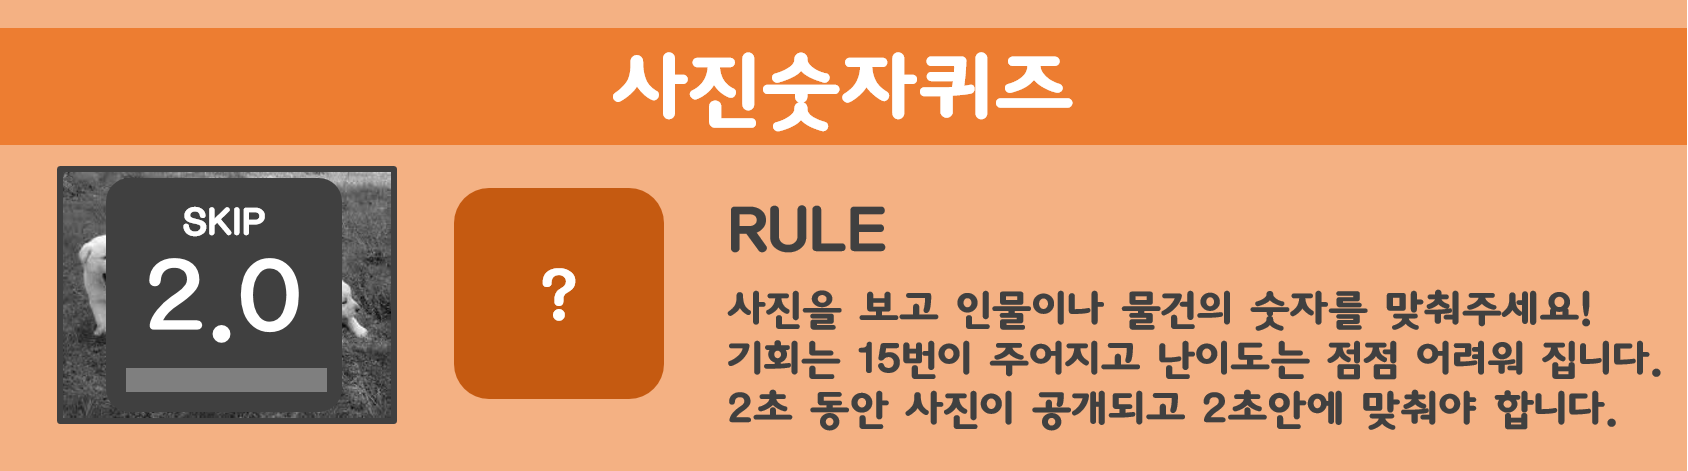 사진숫자퀴즈
SKIP
2.0
?
RULE
사진을 보고 인물이나 물건의 숫자를 맞춰주세요!
기회는 15번이 주어지고 난이도는 점점 어려워 집니다.
2초 동안 사진이 공개되고 2초안에 맞춰야 합니다.